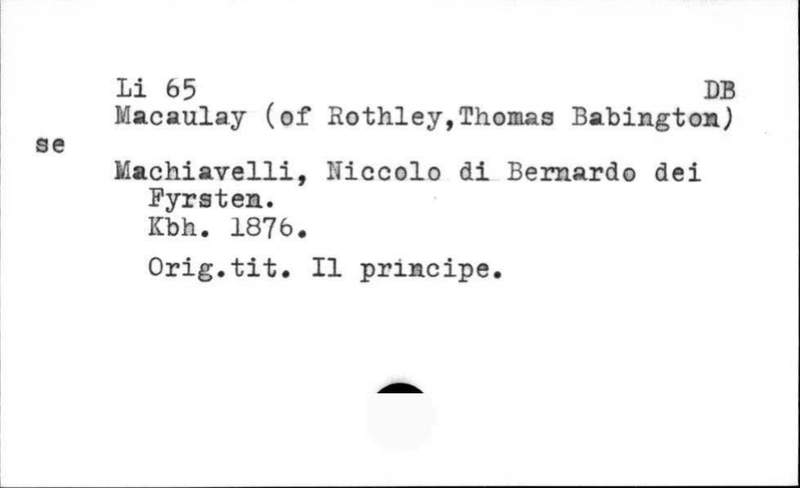 Li 65 DB
Macaulay (of Rothley,Thomas Babington)
se
Machiavelli, Niccolo di Bernardo dei
Fyrsten.
Kbh. 1876.
Orig.tit. Il principe.